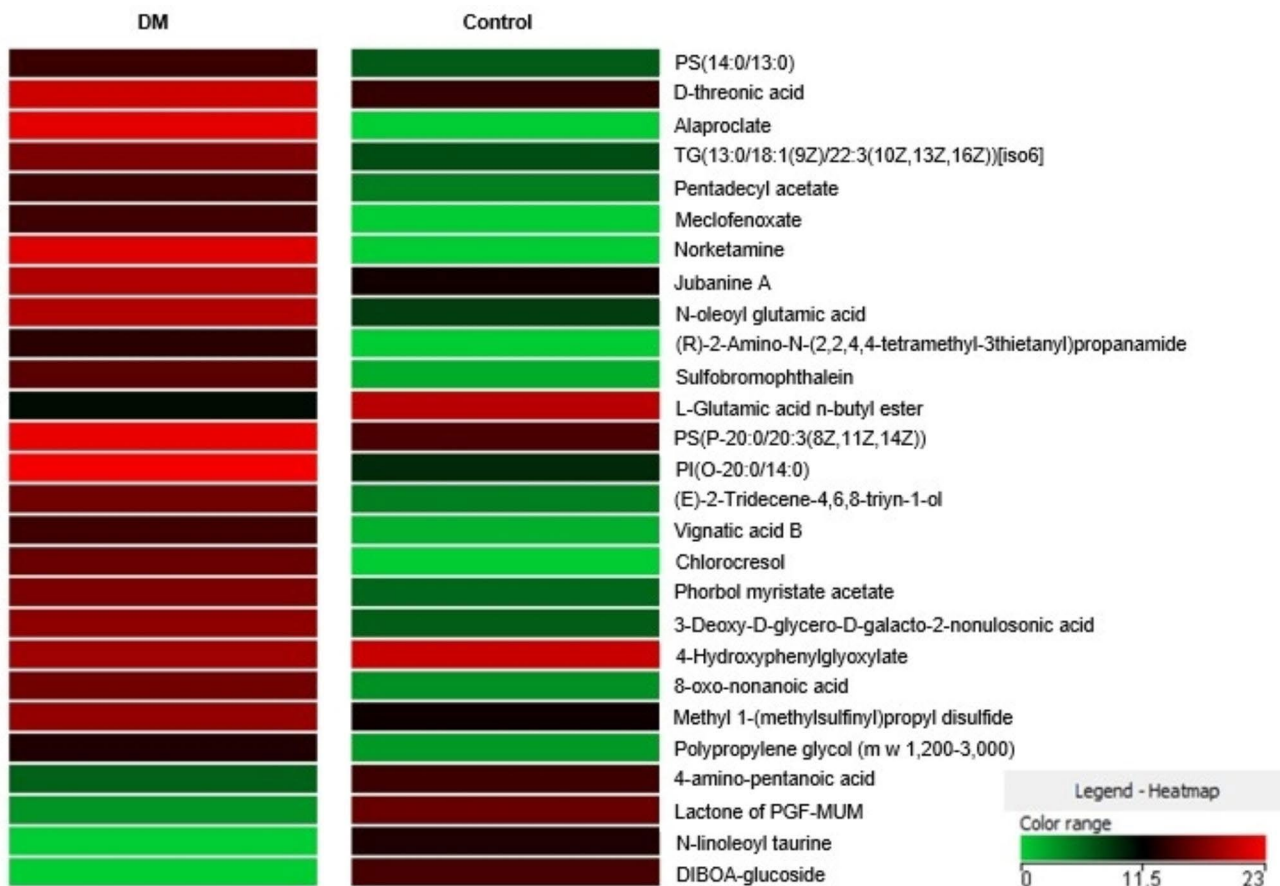 DM Control
PS(14:0/13:0)
D-threonic acid
Alaproclate
TG(13:0/18:1(9Z)/22:3(10Z,13Z,16Z))[iso6]
Pentadecyl acetate
Meclofenoxate
Norketamine
Jubanine A
N-oleoyl glutamic acid
(R)-2-Amino-N-(2,2,4,4-tetramethyl-3thietanyl)propanamide
Sulfobromophthalein
L-Glutamic acid n-butyl ester
PS(P-20:0/20:3(8Z,11Z,14Z))
PI(O-20:0/14:0)
(E)-2-Tridecene-4,6,8-triyn-1-ol
Vignatic acid B
Chlorocresol
Phorbol myristate acetate
3-Deoxy-D-glycero-D-galacto-2-nonulosonic acid
4-Hydroxyphenylglyoxylate
8-oxo-nonanoic acid
Methyl 1-(methylsulfinyl)propyl disulfide
Polypropylene glycol (m w 1,200-3,000)
4-amino-pentanoic acid
Lactone of PGF-MUM
N-linoleoyl taurine
DIBOA-glucoside
Legend - Heatmap
Color range
0 11.5 23